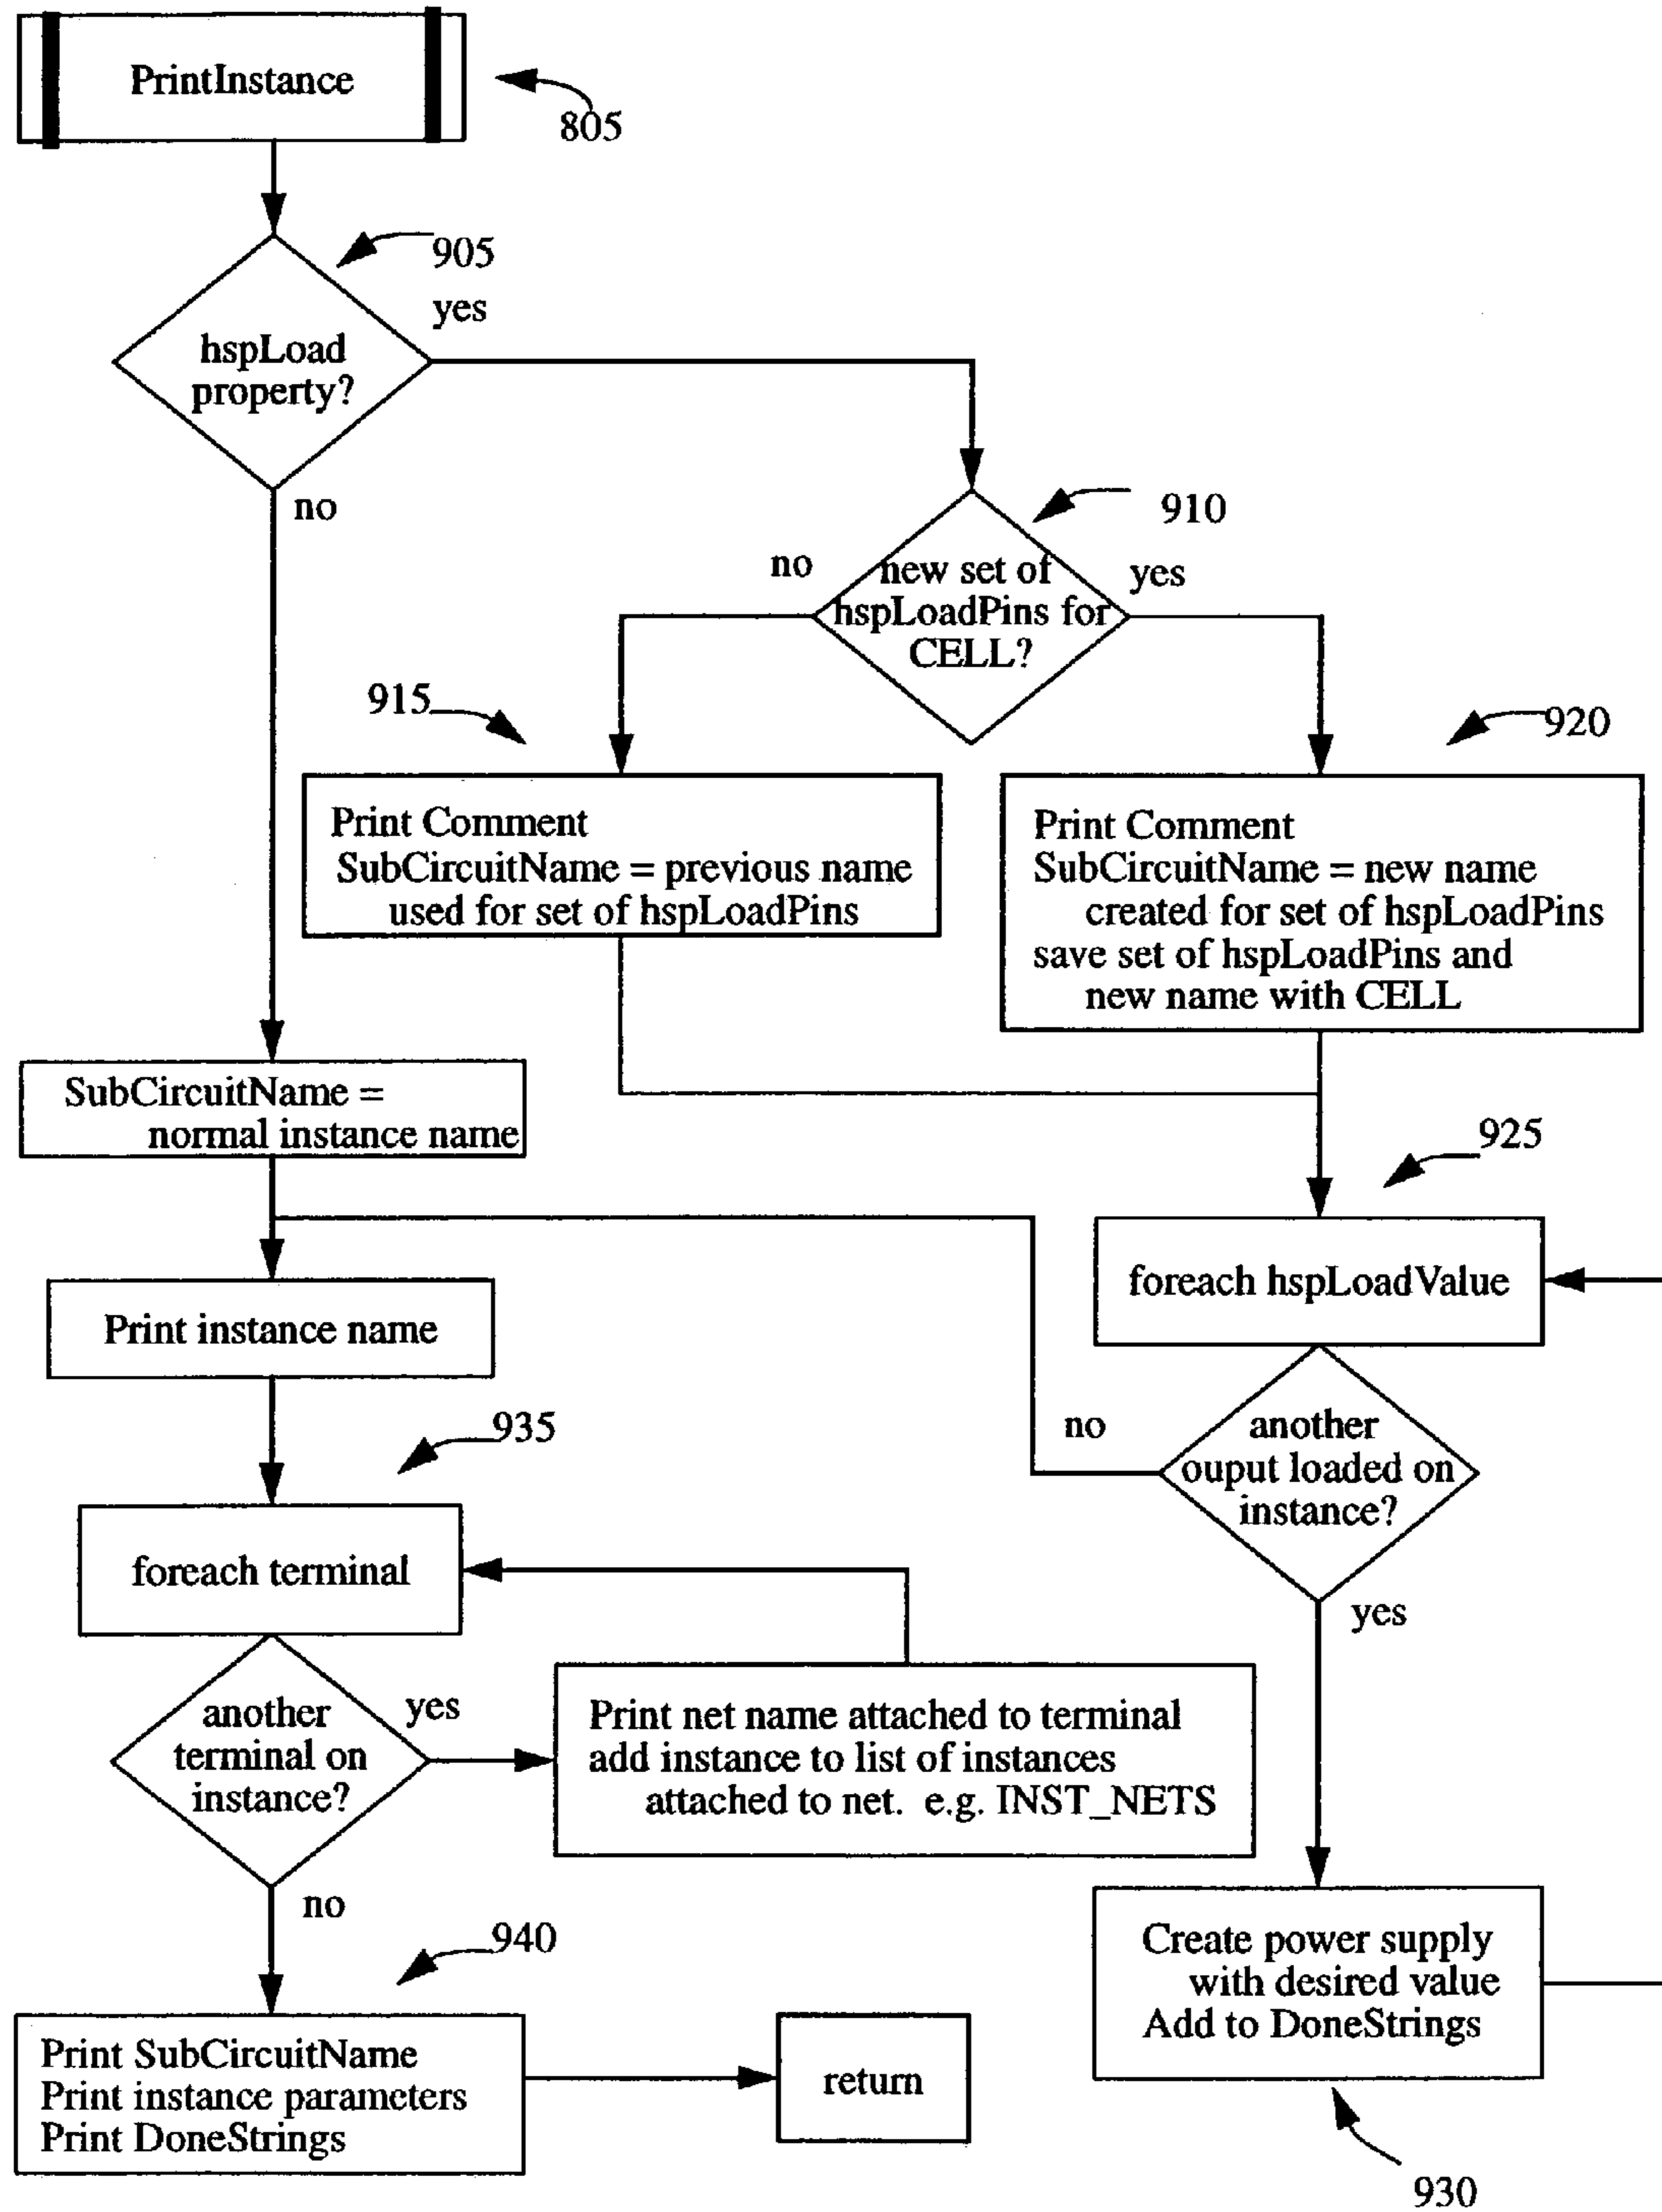 PrintInstance
805
905
yes
hspLoad
property?
no
910
no
new set of
hspLoadPins for
CELL?
yes
915
920
Print Comment
SubCircuitName = previous name
used for set of hspLoadPins
Print Comment
SubCircuitName = new name
created for set of hspLoadPins
save set of hspLoadPins and
new name with CELL
SubCircuitName =
normal instance name
925
foreach hspLoadValue
Print instance name
935
no
another
ouput loaded on
instance?
yes
foreach terminal
another
terminal on
instance?
yes
Print net name attached to terminal
add instance to list of instances
attached to net. e.g. INST_NETS
no
940
Create power supply
with desired value
Add to DoneStrings
Print SubCircuitName
Print instance parameters
Print DoneStrings
return
930